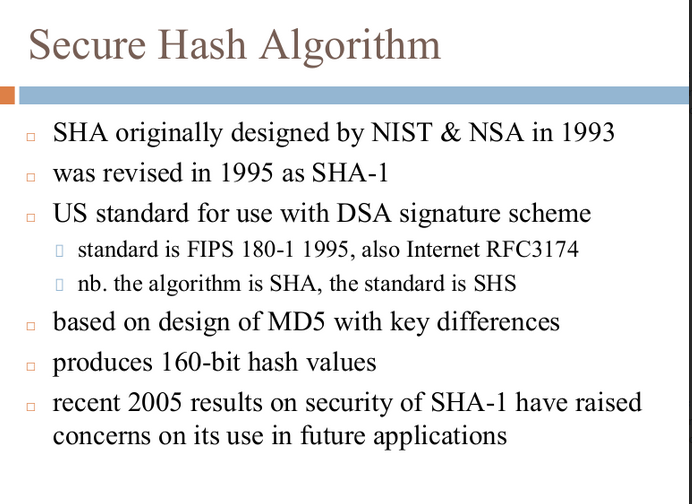 Secure Hash Algorithm
SHA originally designed by NIST & NSA in 1993
was revised in 1995 as SHA-1
US standard for use with DSA signature scheme
standard is FIPS 180-1 1995, also Internet RFC3174
nb. the algorithm is SHA, the standard is SHS
based on design of MD5 with key differences
produces 160-bit hash values
recent 2005 results on security of SHA-1 have raised
concerns on its use in future applications